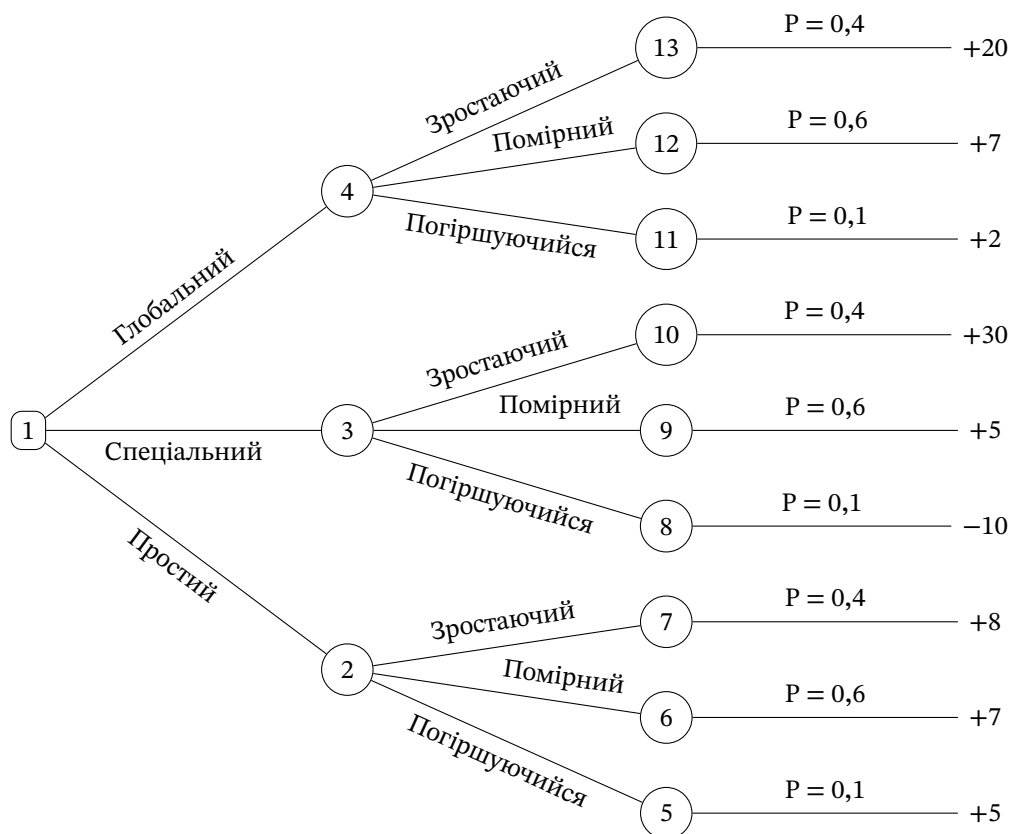 13 P = 0,4 +20
Зростаючий
12 P = 0,6 +7
Помірний
4
11 P = 0,1 +2
Погіршуючийся
Глобальний
10 P = 0,4 +30
Зростаючий
Помірний
1 3 9 P = 0,6 +5
Спеціальний
Погіршуючийся
8 P = 0,1 −10
Простий
7 P = 0,4 +8
Зростаючий
2
Помірний
6 P = 0,6 +7
Погіршуючийся
5 P = 0,1 +5